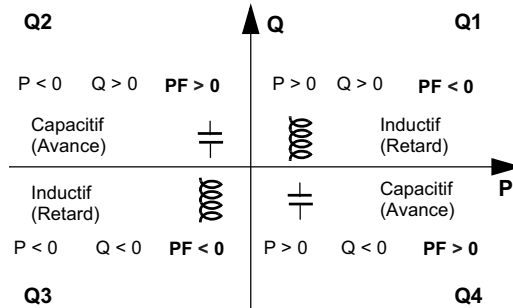 Q2 Q Q1
P < 0 Q > 0 PF > 0 P > 0 Q > 0 PF < 0
Capacitif Inductif
(Avance) (Retard)
P
Inductif Capacitif
(Retard) (Avance)
P < 0 Q < 0 PF < 0 P > 0 Q < 0 PF > 0
Q3 Q4